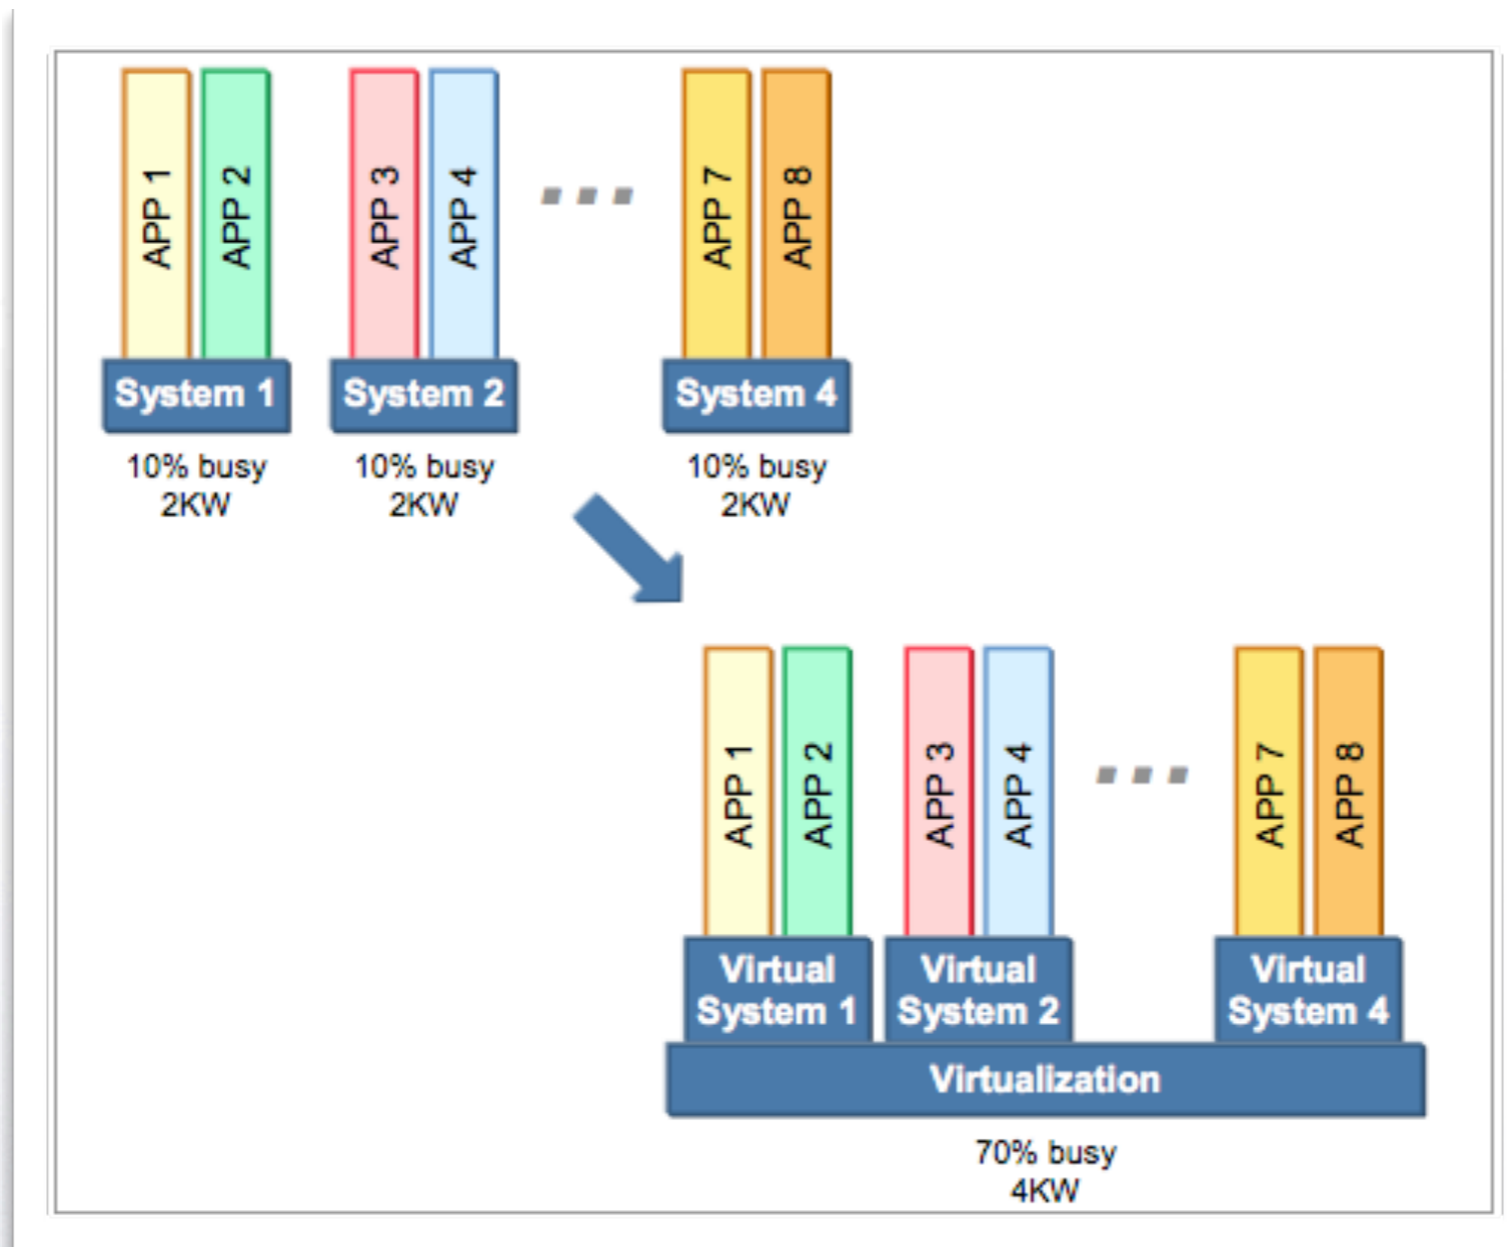 APP 1
APP 2
APP 3
APP 4
APP 7
APP 8
System 1
System 2
System 4
10% busy
2KW
10% busy
2KW
10% busy
2KW
APP 1
APP 2
APP 3
APP 4
APP 7
APP 8
Virtual
System 1
Virtual
System 2
Virtual
System 4
Virtualization
70% busy
4KW